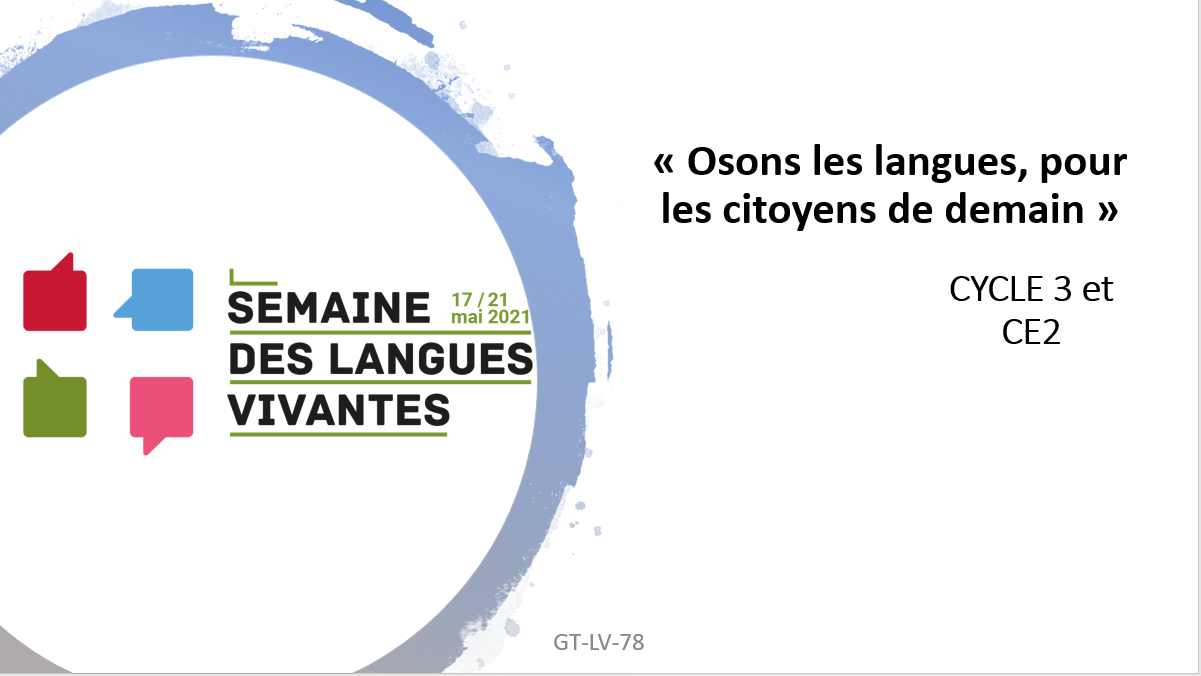 « Osons les langues, pour
les citoyens de demain »
CYCLE 3 et
CE2
SEMAINE
17 / 21
mai 2021
DES LANGUES
VIVANTES
GT-LV-78